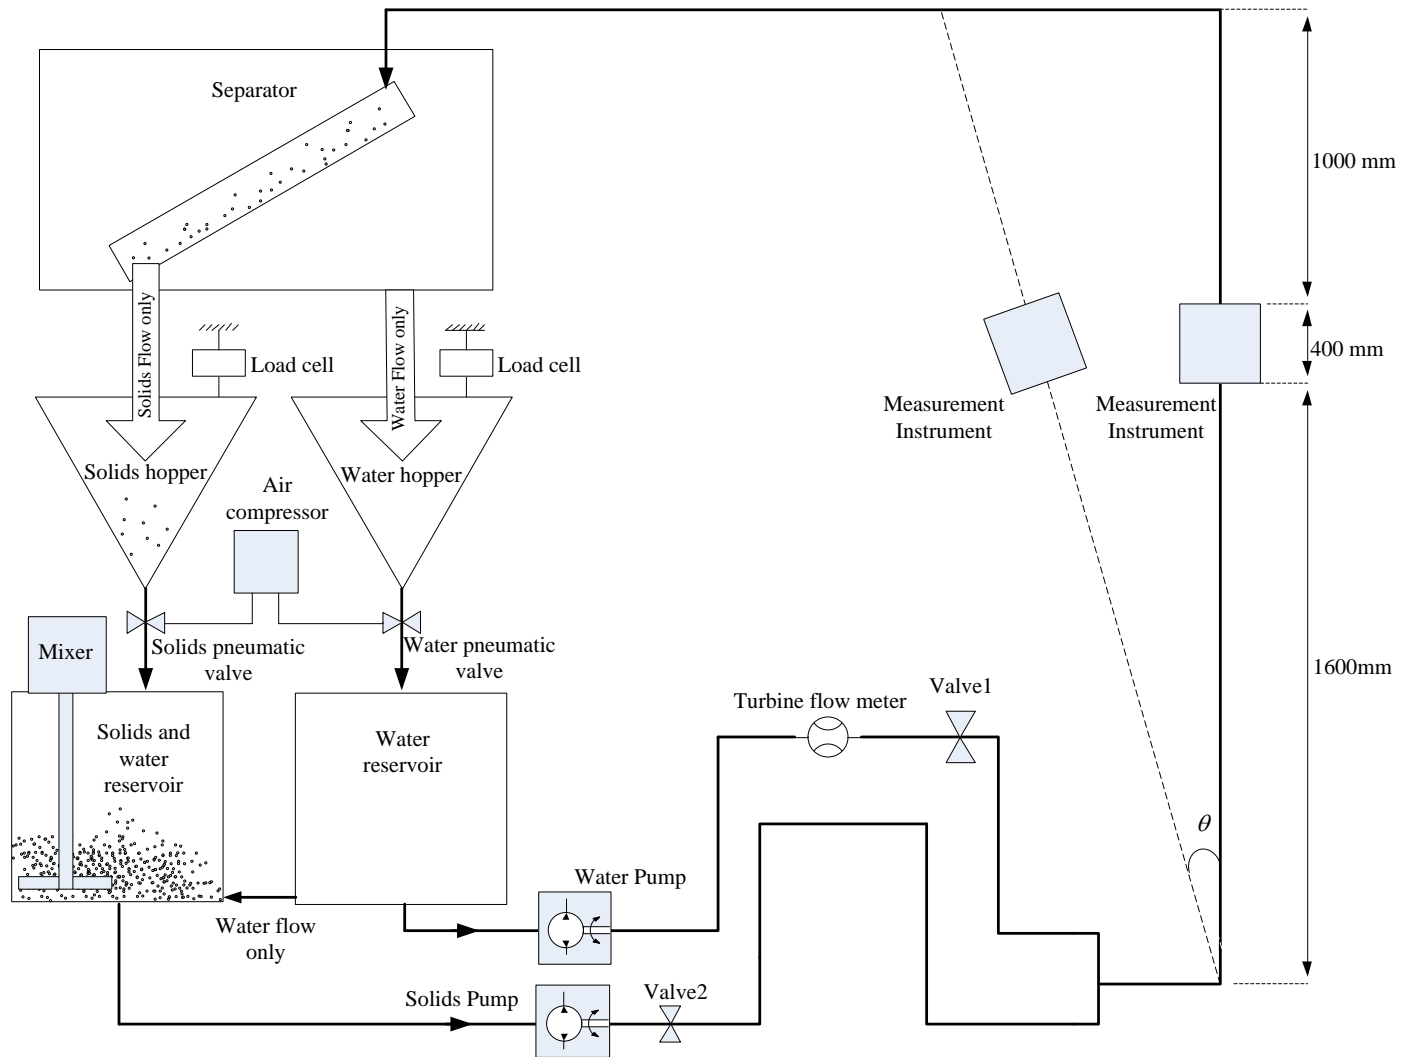 Separator
1000 mm
Solids Flow only
Water Flow only
Load cell
Load cell
400 mm
Measurement
Instrument
Measurement
Instrument
Solids hopper
Water hopper
Air
compressor
Solids pneumatic
valve
Water pneumatic
valve
Mixer
1600mm
Solids and
water
reservoir
Water
reservoir
Turbine flow meter
Valve1
θ
Water Pump
Water flow
only
Solids Pump
Valve2